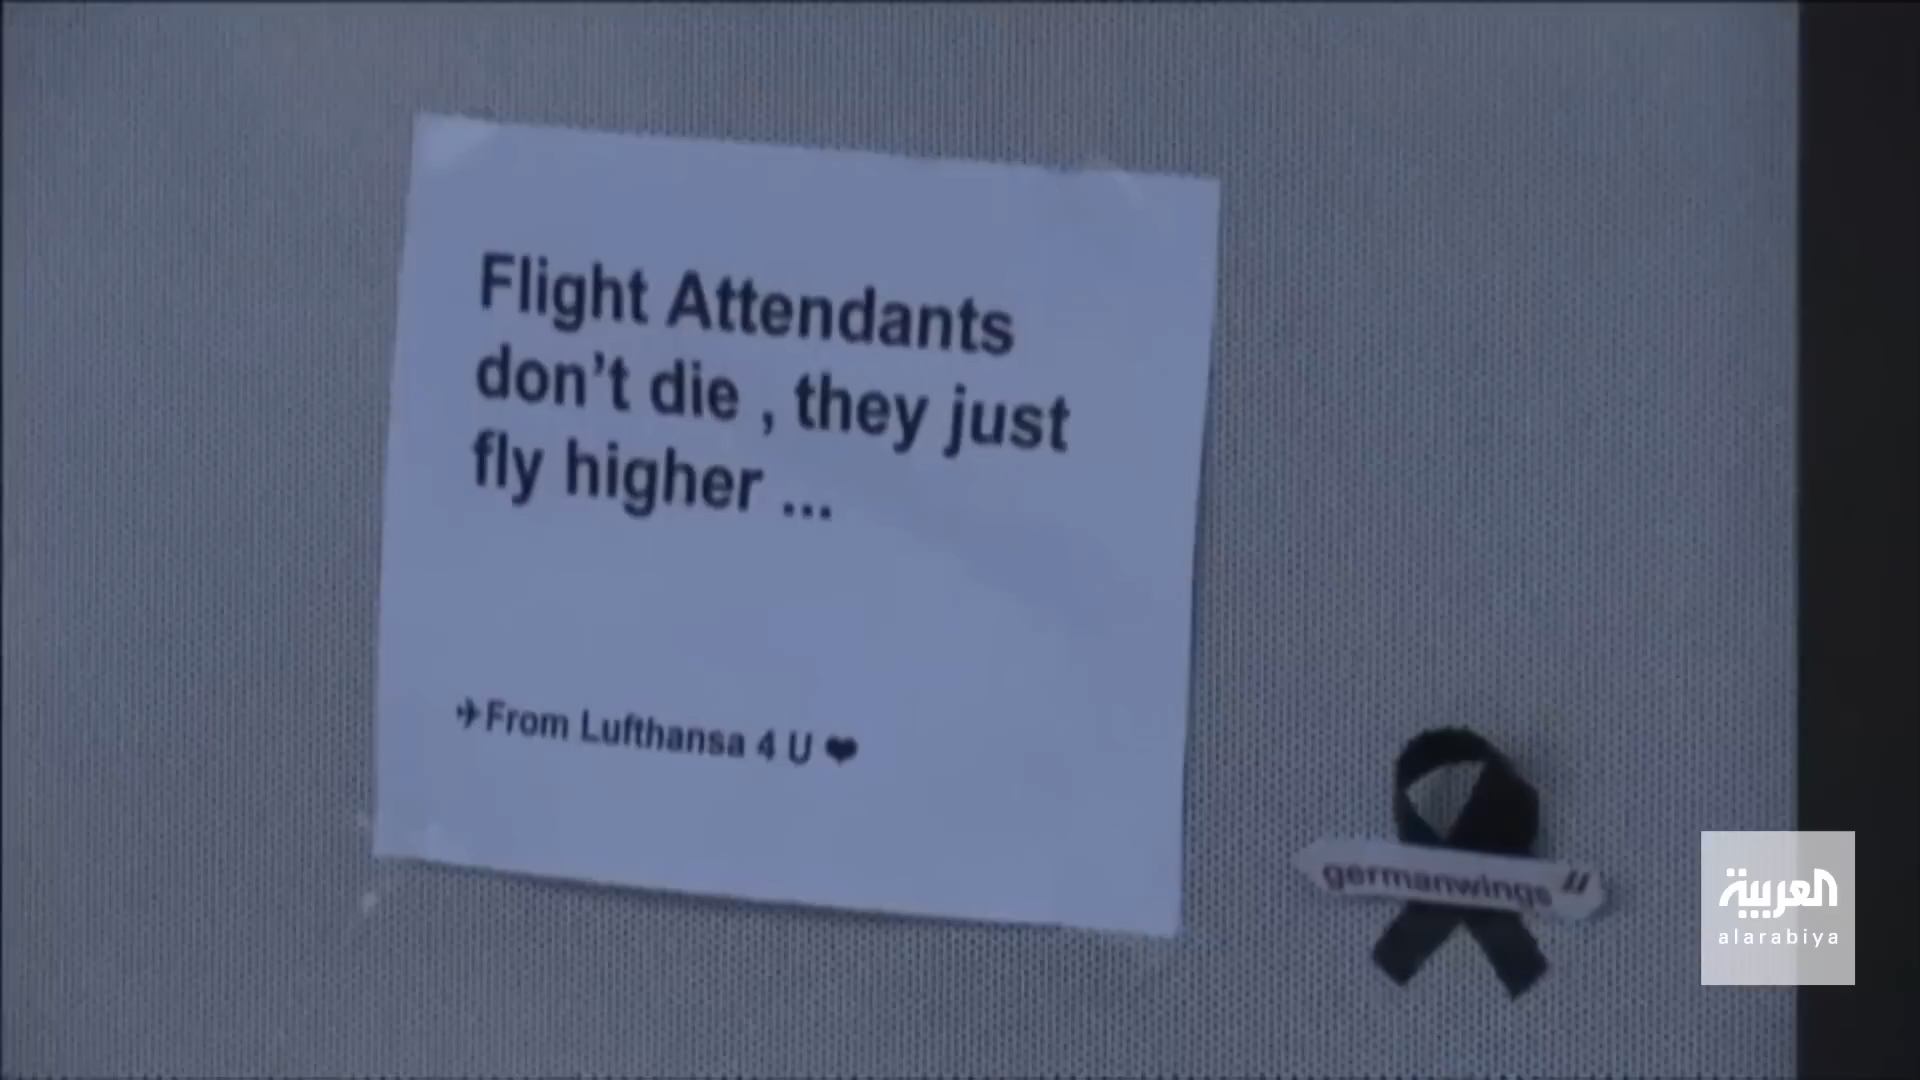 Flight Attendants
don’t die , they just
fly higher ...
✈From Lufthansa 4 U ❤
germanwings
العربية
alarabiya